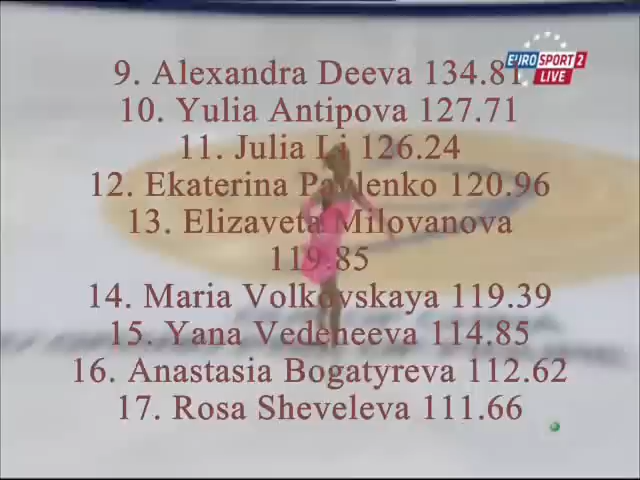 9. Alexandra Deeva 134.81
EUROSPORT 2
LIVE
10. Yulia Antipova 127.71
11. Julia Li 126.24
12. Ekaterina Pavlenko 120.96
13. Elizaveta Milovanova
119.85
14. Maria Volkovskaya 119.39
15. Yana Vedeneeva 114.85
16. Anastasia Bogatyreva 112.62
17. Rosa Sheveleva 111.66